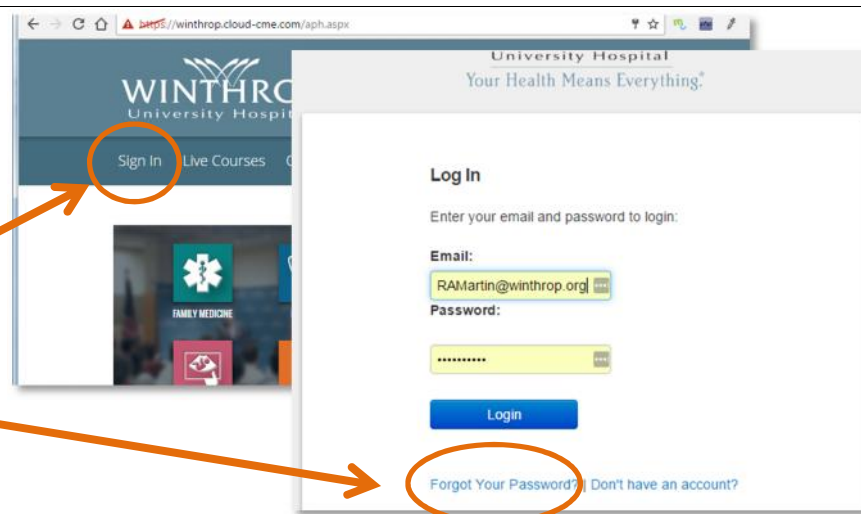 https://winthrop.cloud-cme.com/aph.aspx
WINTHRO
University Hospit
Sign In Live Courses
FAMILY MEDICINE
University Hospital
Your Health Means Everything.®
Log In
Enter your email and password to login:
Email:
RAMartin@winthrop.org
Password:
••••••••••
Login
Forgot Your Password? | Don't have an account?